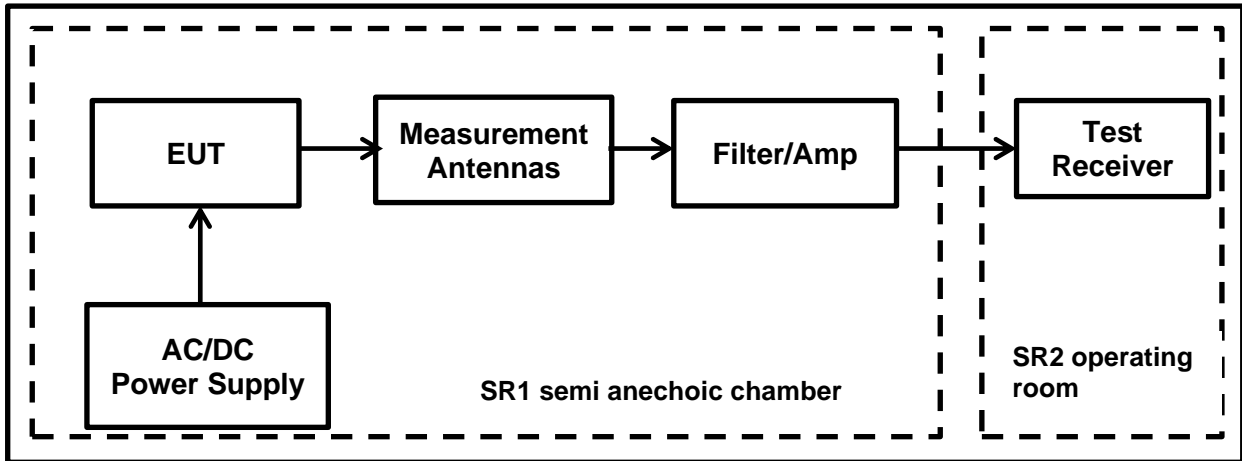 EUT
Measurement
Antennas
Filter/Amp
Test
Receiver
AC/DC
Power Supply
SR1 semi anechoic chamber
SR2 operating
room